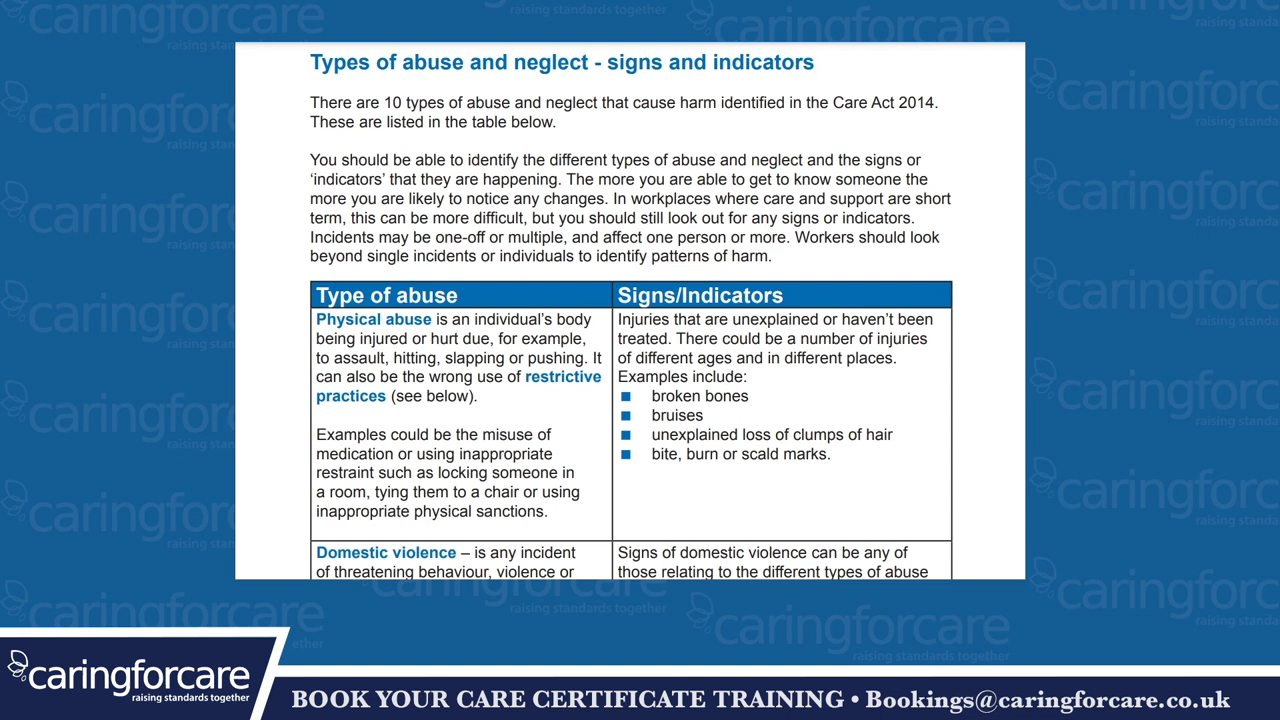 caringforcare
raising standards together
Types of abuse and neglect - signs and indicators
There are 10 types of abuse and neglect that cause harm identified in the Care Act 2014.
These are listed in the table below.
You should be able to identify the different types of abuse and neglect and the signs or
‘indicators’ that they are happening. The more you are able to get to know someone the
more you are likely to notice any changes. In workplaces where care and support are short
term, this can be more difficult, but you should still look out for any signs or indicators.
Incidents may be one-off or multiple, and affect one person or more. Workers should look
beyond single incidents or individuals to identify patterns of harm.
Type of abuse
Signs/Indicators
Physical abuse is an individual’s body
being injured or hurt due, for example,
to assault, hitting, slapping or pushing. It
can also be the wrong use of restrictive
practices (see below).
Examples could be the misuse of
medication or using inappropriate
restraint such as locking someone in
a room, tying them to a chair or using
inappropriate physical sanctions.
Injuries that are unexplained or haven’t been
treated. There could be a number of injuries
of different ages and in different places.
Examples include:
■ broken bones
■ bruises
■ unexplained loss of clumps of hair
■ bite, burn or scald marks.
Domestic violence – is any incident
of threatening behaviour, violence or
Signs of domestic violence can be any of
those relating to the different types of abuse
caringforcare
raising standards together
BOOK YOUR CARE CERTIFICATE TRAINING • Bookings@caringforcare.co.uk